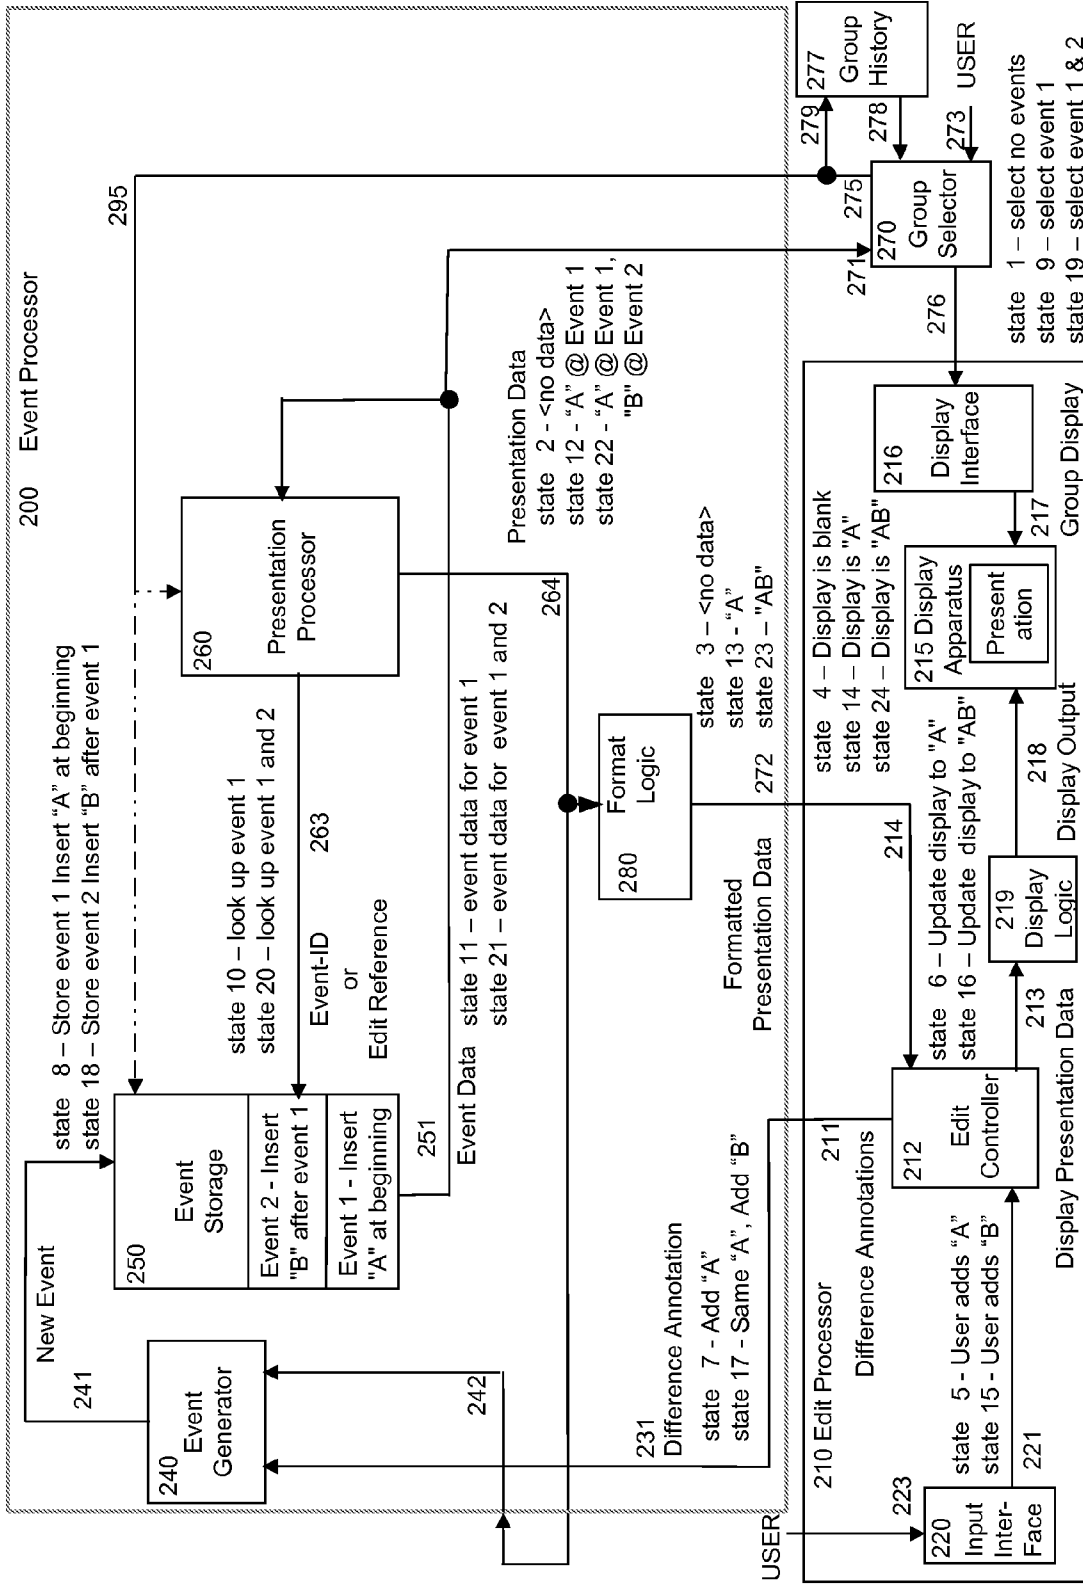 200 Event Processor
state 8 – Store event 1 Insert “A” at beginning
state 18 – Store event 2 Insert “B” after event 1
New Event
241
240
Event
Generator
242
250
Event
Storage
Event 2 - Insert
"B" after event 1
Event 1 - Insert
"A" at beginning
251
state 10 – look up event 1
state 20 – look up event 1 and 2
263
Event-ID
or
Edit Reference
260
Presentation
Processor
295
Event Data
state 11 – event data for event 1
state 21 – event data for event 1 and 2
264
Presentation Data
state 2 - <no data>
state 12 - “A” @ Event 1
state 22 - “A” @ Event 1,
"B" @ Event 2
280
Format
Logic
272
state 3 – <no data>
state 13 - “A”
state 23 – "AB"
Formatted
Presentation Data
231
Difference Annotation
state 7 - Add “A”
state 17 - Same “A”, Add “B”
277
Group
History
279
278
USER
273
275
271
270
Group
Selector
276
state 1 – select no events
state 9 – select event 1
state 19 – select event 1 & 2
USER
223
210 Edit Processor
Difference Annotations
211
214
state 4 – Display is blank
state 14 – Display is "A"
state 24 – Display is "AB"
220
Input
Inter-
Face
221
state 5 - User adds “A”
state 15 - User adds “B”
212
Edit
Controller
state 6 – Update display to "A"
state 16 – Update display to "AB"
213
Display Presentation Data
219
Display
Logic
218
Display Output
215 Display
Apparatus
Present
ation
217
216
Display
Interface
Group Display